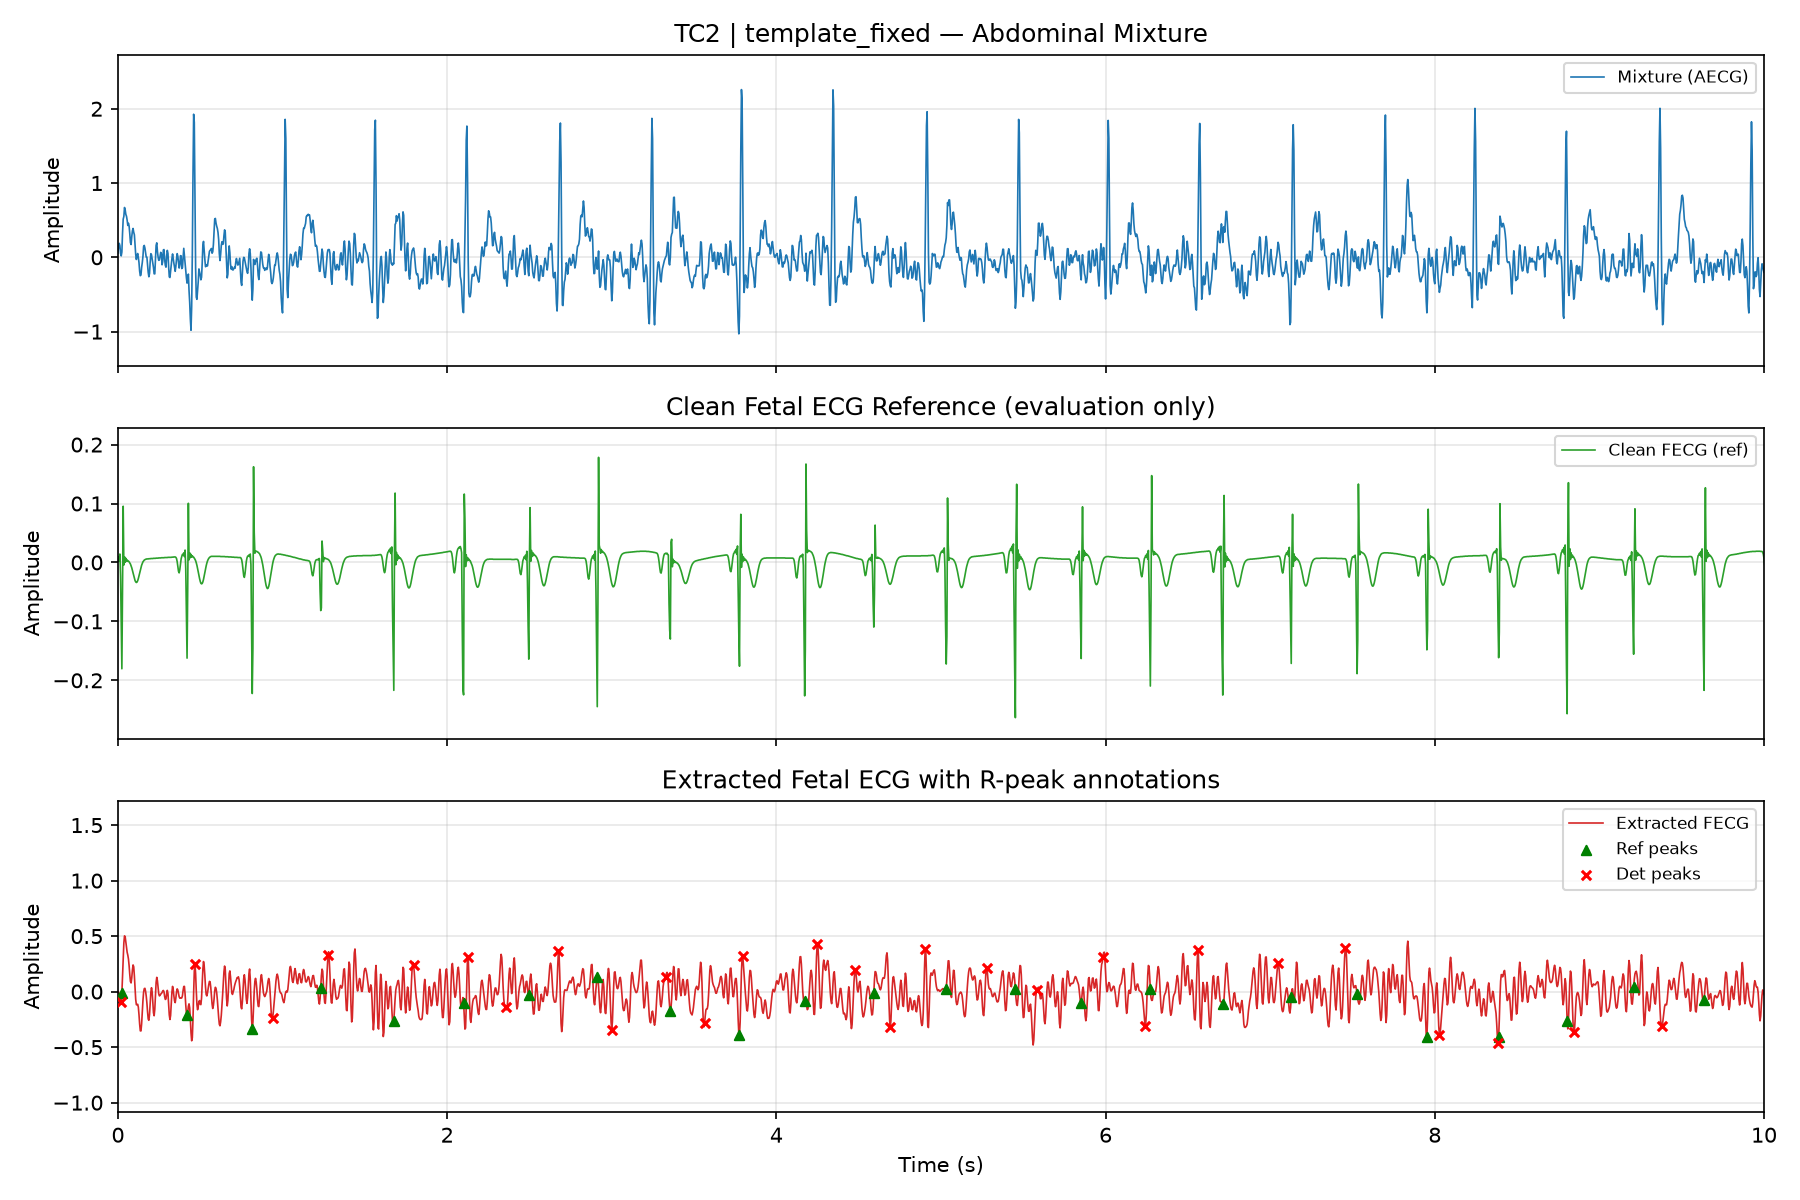 TC2 | template_fixed — Abdominal Mixture
Mixture (AECG)
Amplitude
2
1
0
−1
Clean Fetal ECG Reference (evaluation only)
Clean FECG (ref)
Amplitude
0.2
0.1
0.0
−0.1
−0.2
Extracted Fetal ECG with R-peak annotations
Extracted FECG
Ref peaks
Det peaks
Amplitude
1.5
1.0
0.5
0.0
−0.5
−1.0
0 2 4 6 8 10
Time (s)